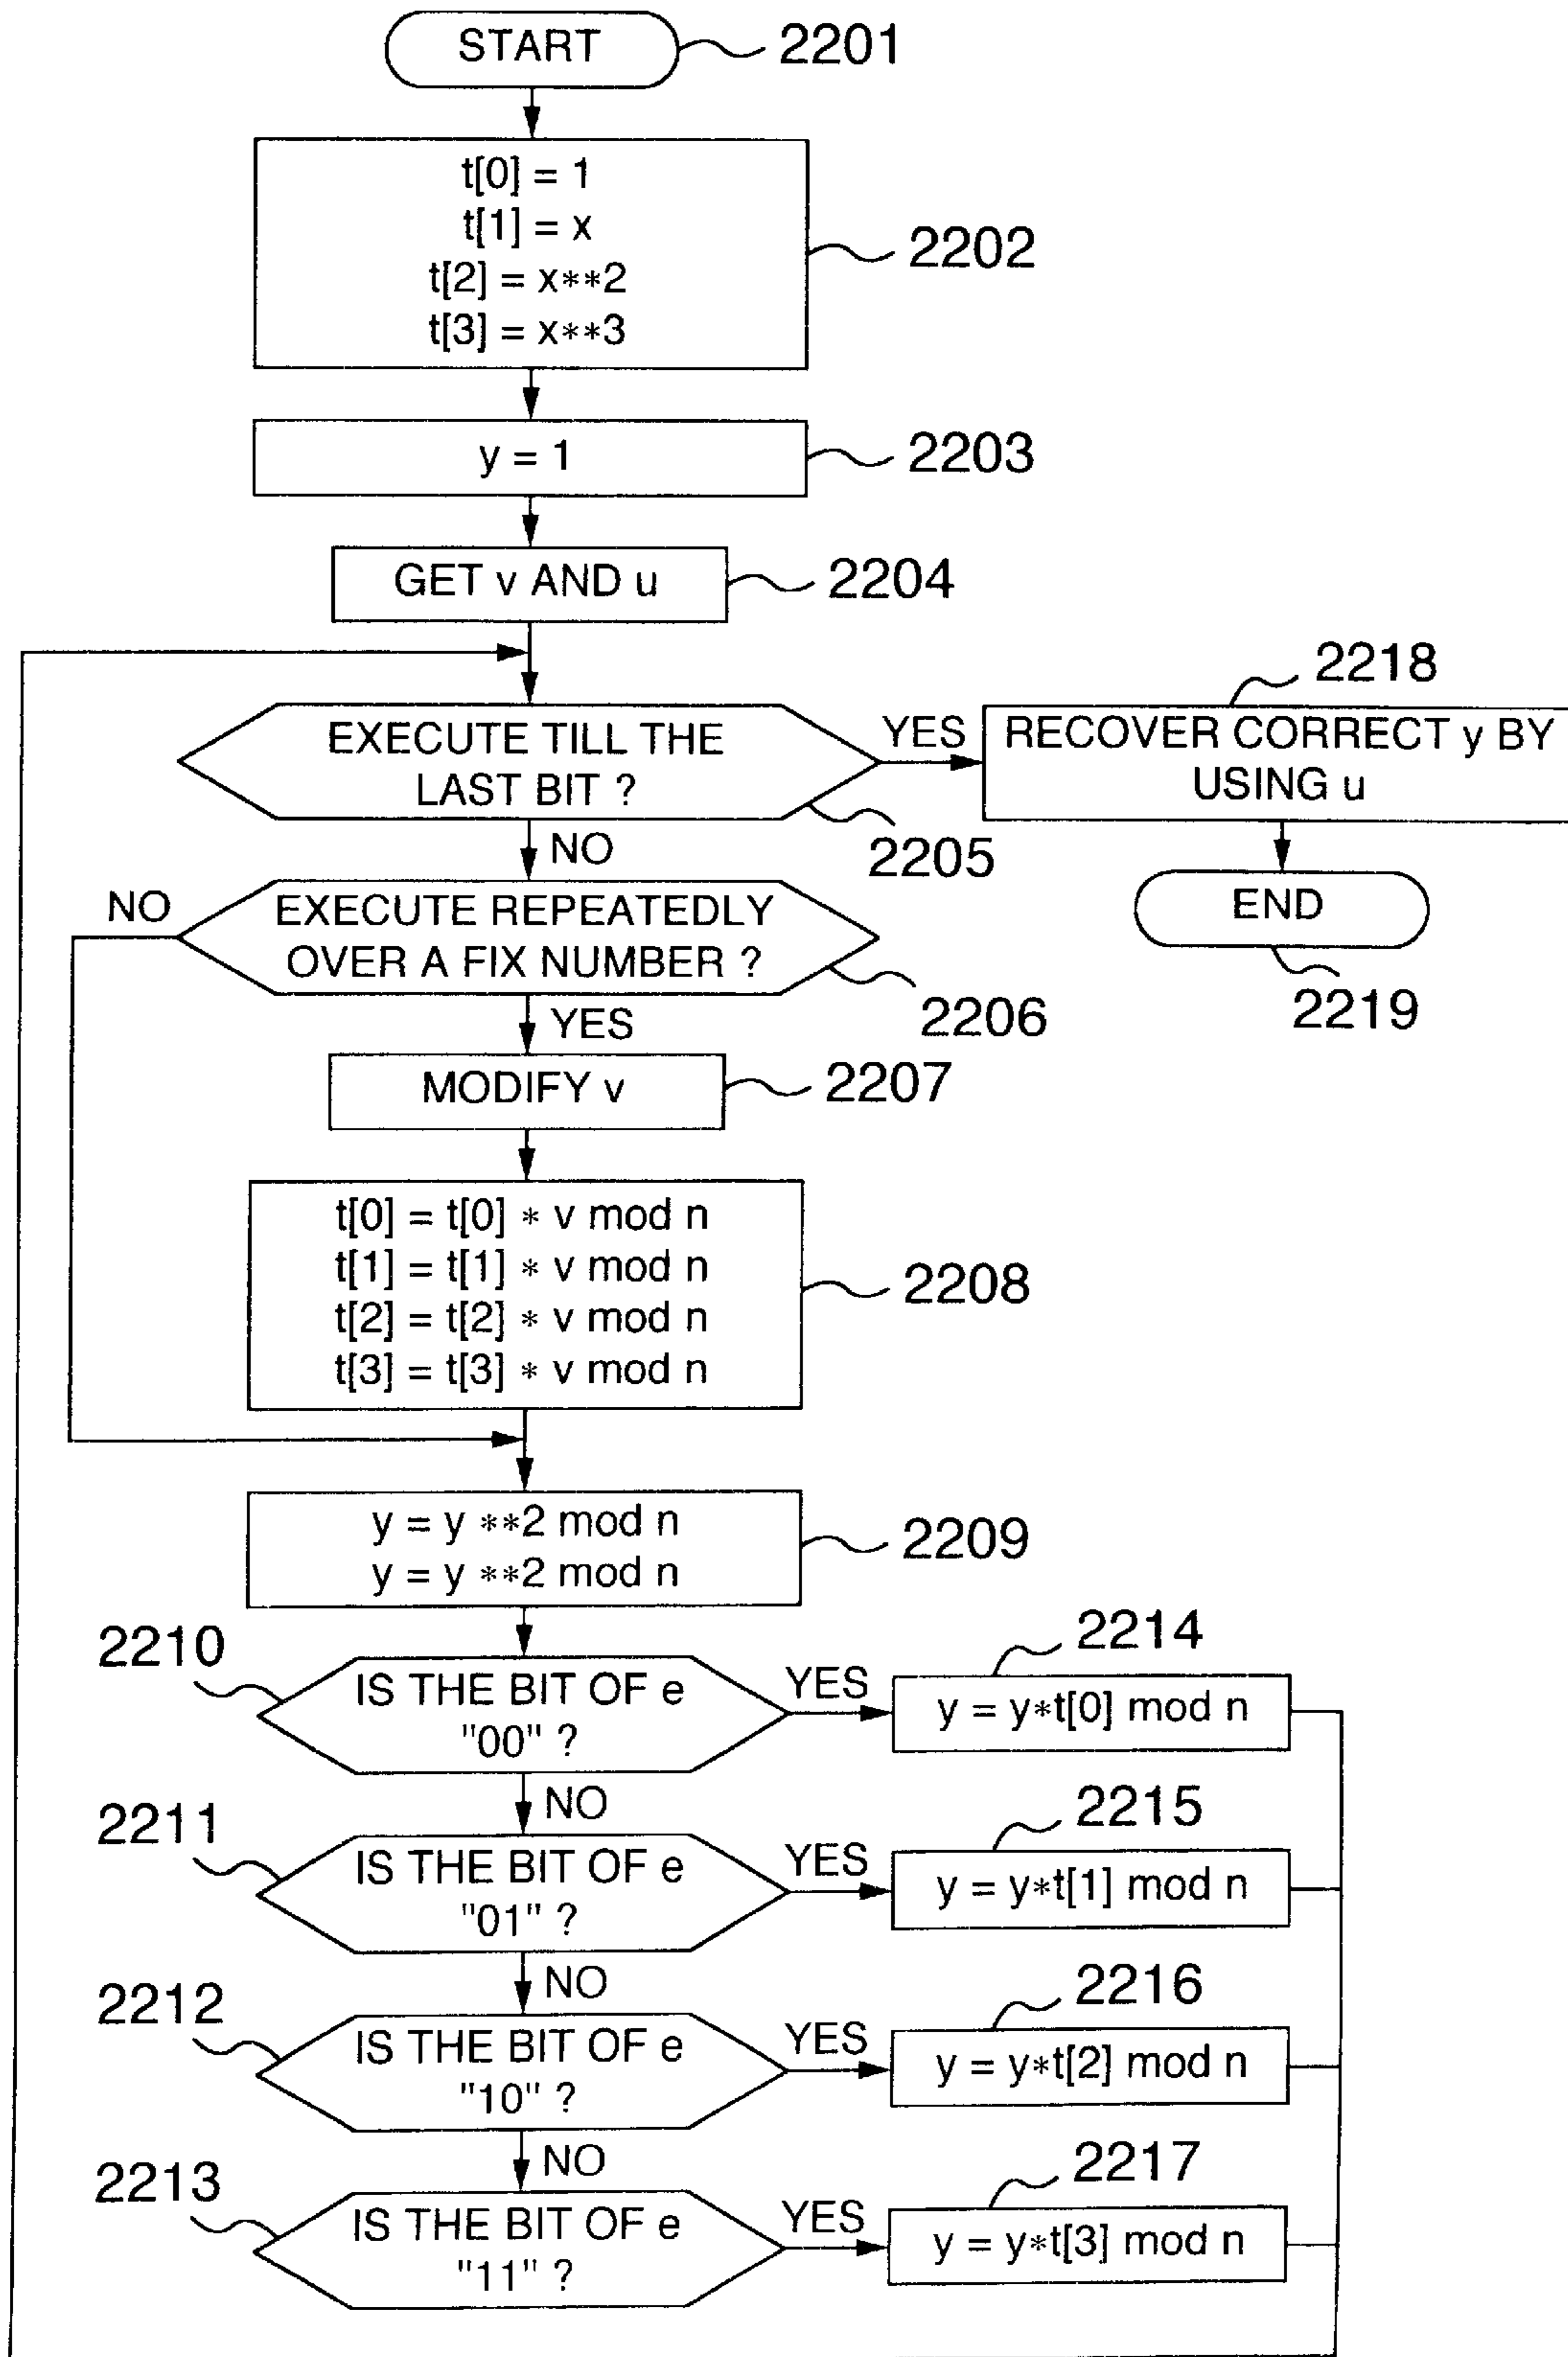 START
2201
t[0] = 1
t[1] = x
t[2] = x**2
t[3] = x**3
2202
y = 1
2203
GET v AND u
2204
EXECUTE TILL THE
LAST BIT ?
2205
YES
2218
RECOVER CORRECT y BY
USING u
END
2219
NO
NO
EXECUTE REPEATEDLY
OVER A FIX NUMBER ?
2206
YES
MODIFY v
2207
t[0] = t[0] * v mod n
t[1] = t[1] * v mod n
t[2] = t[2] * v mod n
t[3] = t[3] * v mod n
2208
y = y **2 mod n
y = y **2 mod n
2209
2210
IS THE BIT OF e
"00" ?
YES
2214
y = y*t[0] mod n
NO
2211
IS THE BIT OF e
"01" ?
YES
2215
y = y*t[1] mod n
NO
2212
IS THE BIT OF e
"10" ?
YES
2216
y = y*t[2] mod n
NO
2213
IS THE BIT OF e
"11" ?
YES
2217
y = y*t[3] mod n